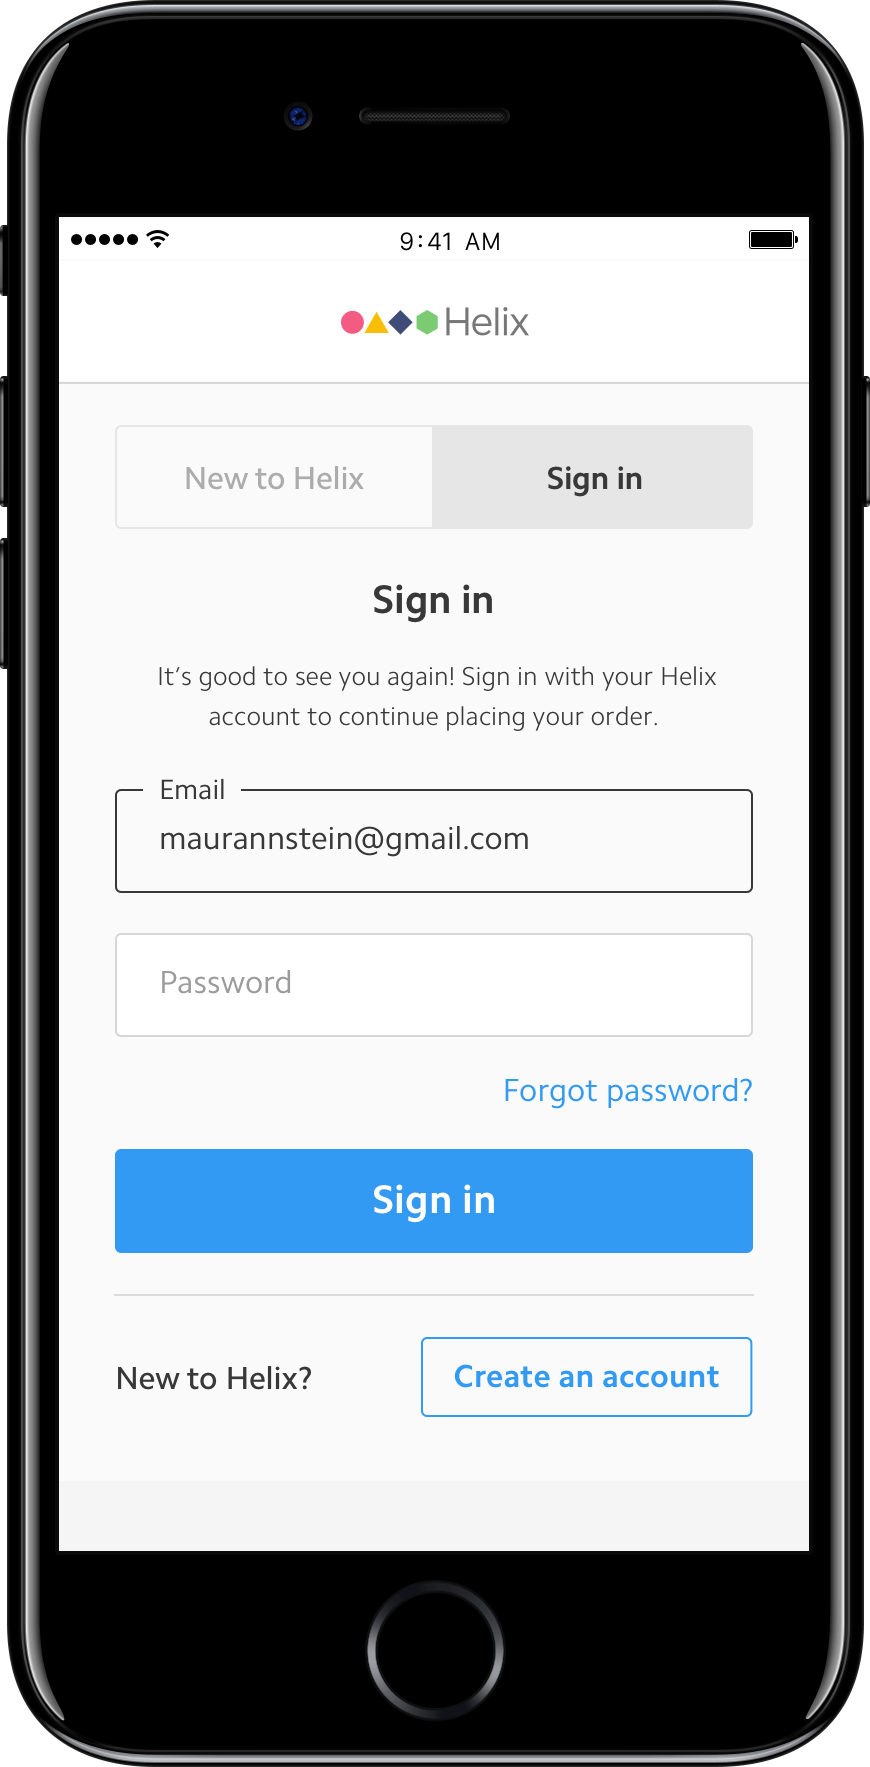 9:41 AM
Helix
New to Helix
Sign in
Sign in
It's good to see you again! Sign in with your Helix
account to continue placing your order.
Email
maurannstein@gmail.com
Password
Forgot password?
Sign in
New to Helix?
Create an account